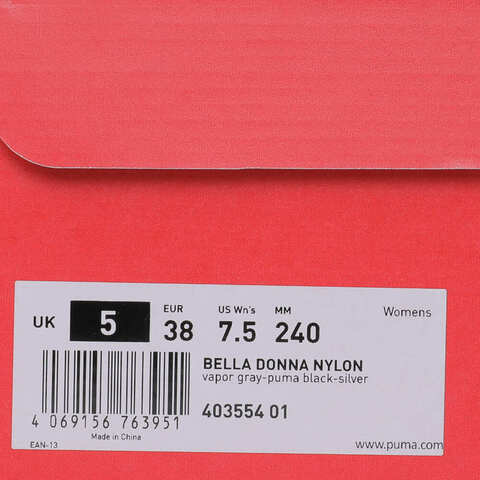 EUR US Wn's MM Womens
UK 5 38 7.5 240
BELLA DONNA NYLON
vapor gray-puma black-silver
403554 01
4 069156 763951
Made in China
EAN-13
www.puma.com